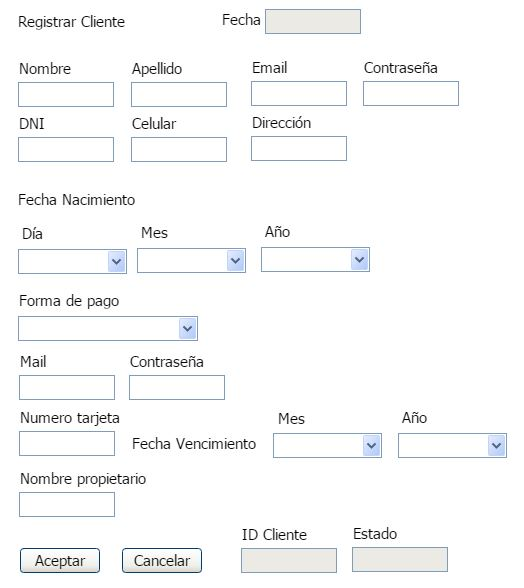 Registrar Cliente Fecha
Nombre Apellido Email Contraseña
DNI Celular Dirección
Fecha Nacimiento
Día Mes Año
Forma de pago
Mail Contraseña
Numero tarjeta Mes Año
Fecha Vencimiento
Nombre propietario
ID Cliente Estado
Aceptar Cancelar